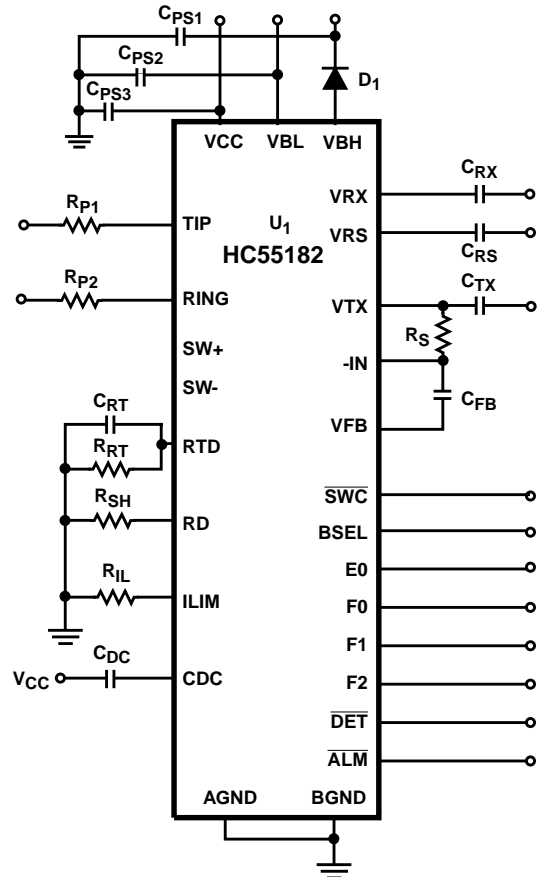 CPS1
CPS2
CPS3
D1
VCC VBL VBH
CRX
VRX
RP1
TIP
U1
HC55182
VRS
CRS
RP2
RING
CTX
VTX
RS
SW+
-IN
SW-
CFB
CRT
RTD
VFB
RRT
RSH
RD
SWC
BSEL
RIL
ILIM
E0
F0
F1
VCC
CDC
CDC
F2
DET
ALM
AGND BGND